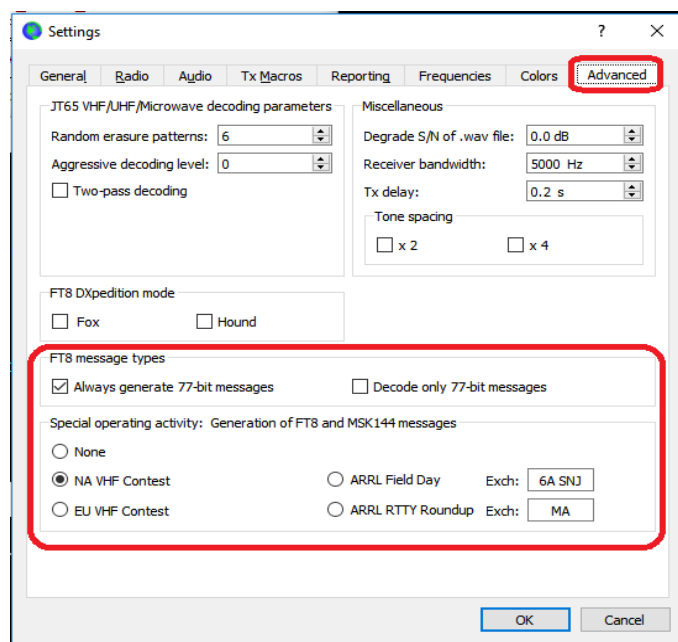 Settings
?
General Radio Audio Tx Macros Reporting Frequencies Colors Advanced
JT65 VHF/UHF/Microwave decoding parameters
Random erasure patterns: 6
Aggressive decoding level: 0
Two-pass decoding
Miscellaneous
Degrade S/N of .wav file: 0.0 dB
Receiver bandwidth: 5000 Hz
Tx delay: 0.2 s
Tone spacing
x 2 x 4
FT8 DXpedition mode
Fox Hound
FT8 message types
Always generate 77-bit messages Decode only 77-bit messages
Special operating activity: Generation of FT8 and MSK144 messages
None
NA VHF Contest ARRL Field Day Exch: 6A SNJ
EU VHF Contest ARRL RTTY Roundup Exch: MA
OK Cancel